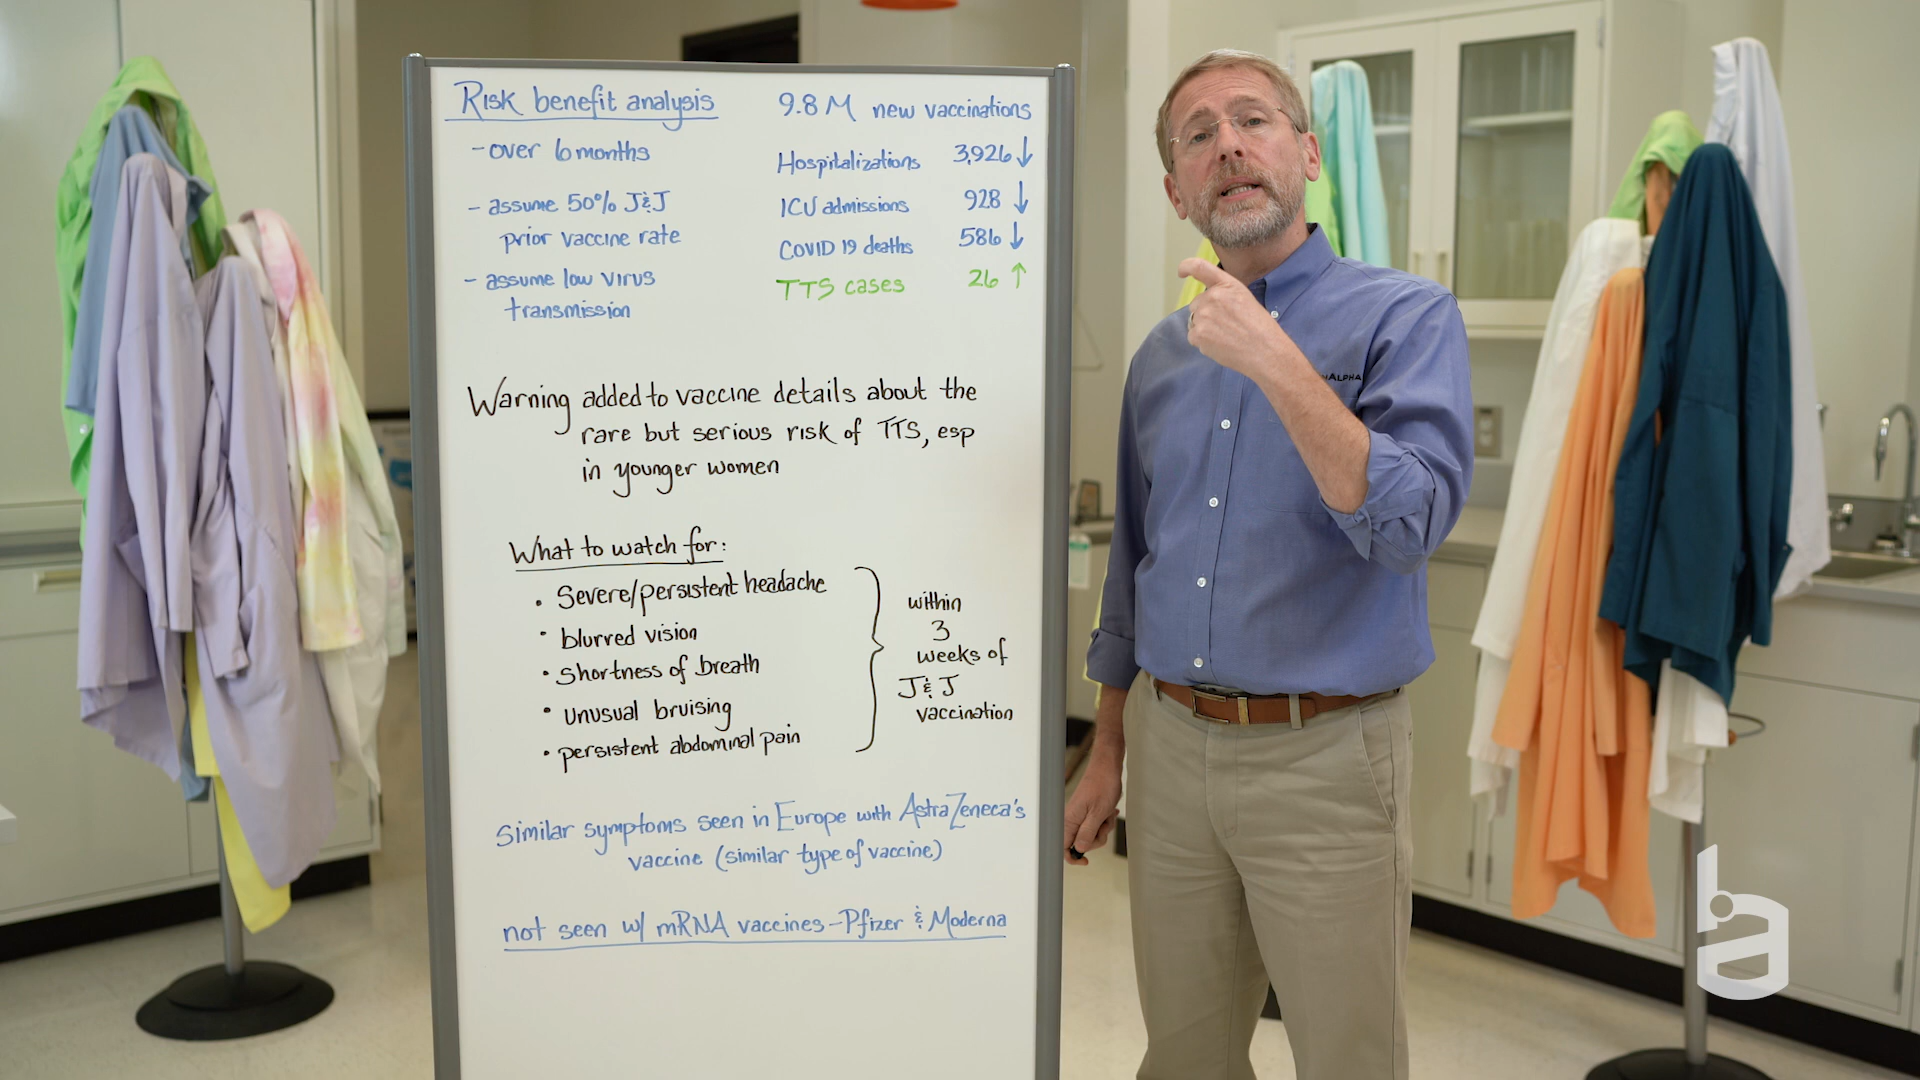 Risk benefit analysis
- over 6 months
- assume 50% J&J
prior vaccine rate
- assume low virus
transmission
9.8 M new vaccinations
Hospitalizations 3,926 ↓
ICU admissions 928 ↓
COVID 19 deaths 586 ↓
TTS cases 26 ↑
Warning added to vaccine details about the
rare but serious risk of TTS, esp
in younger women
What to watch for:
• Severe/persistent headache
• blurred vision
• shortness of breath
• unusual bruising
• persistent abdominal pain
within
3
weeks of
J&J
vaccination
similar symptoms seen in Europe with AstraZeneca's
vaccine (similar type of vaccine)
not seen w/ mRNA vaccines - Pfizer & Moderna
ba